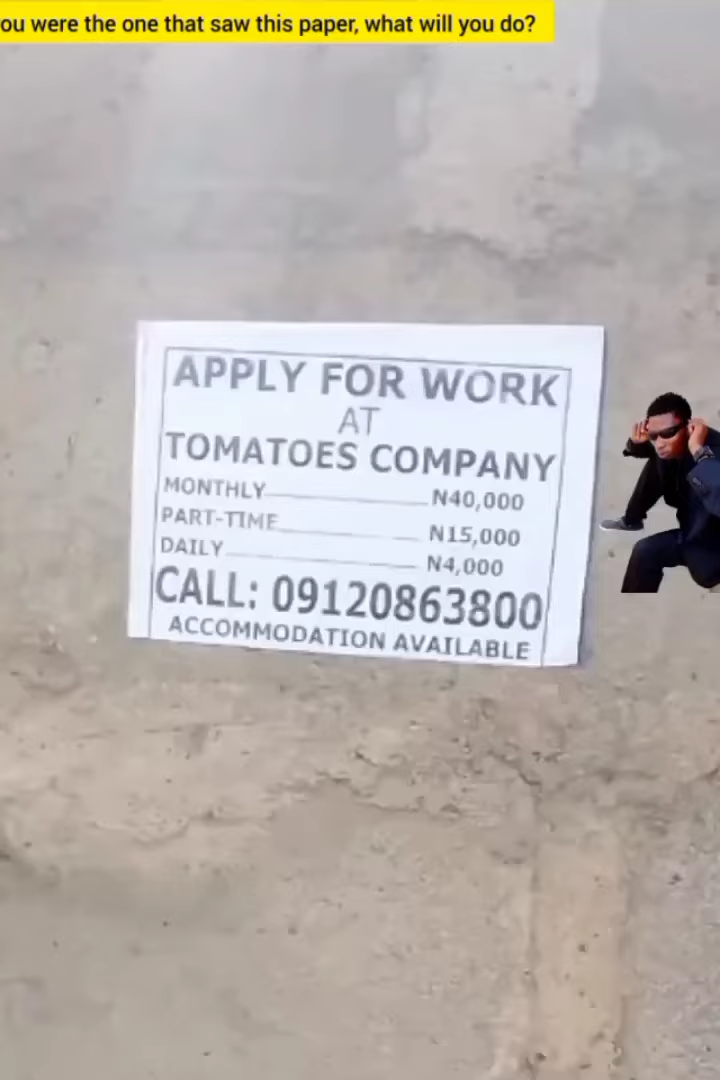 ou were the one that saw this paper, what will you do?
APPLY FOR WORK
AT
TOMATOES COMPANY
MONTHLY N40,000
PART-TIME N15,000
DAILY N4,000
CALL: 09120863800
ACCOMMODATION AVAILABLE